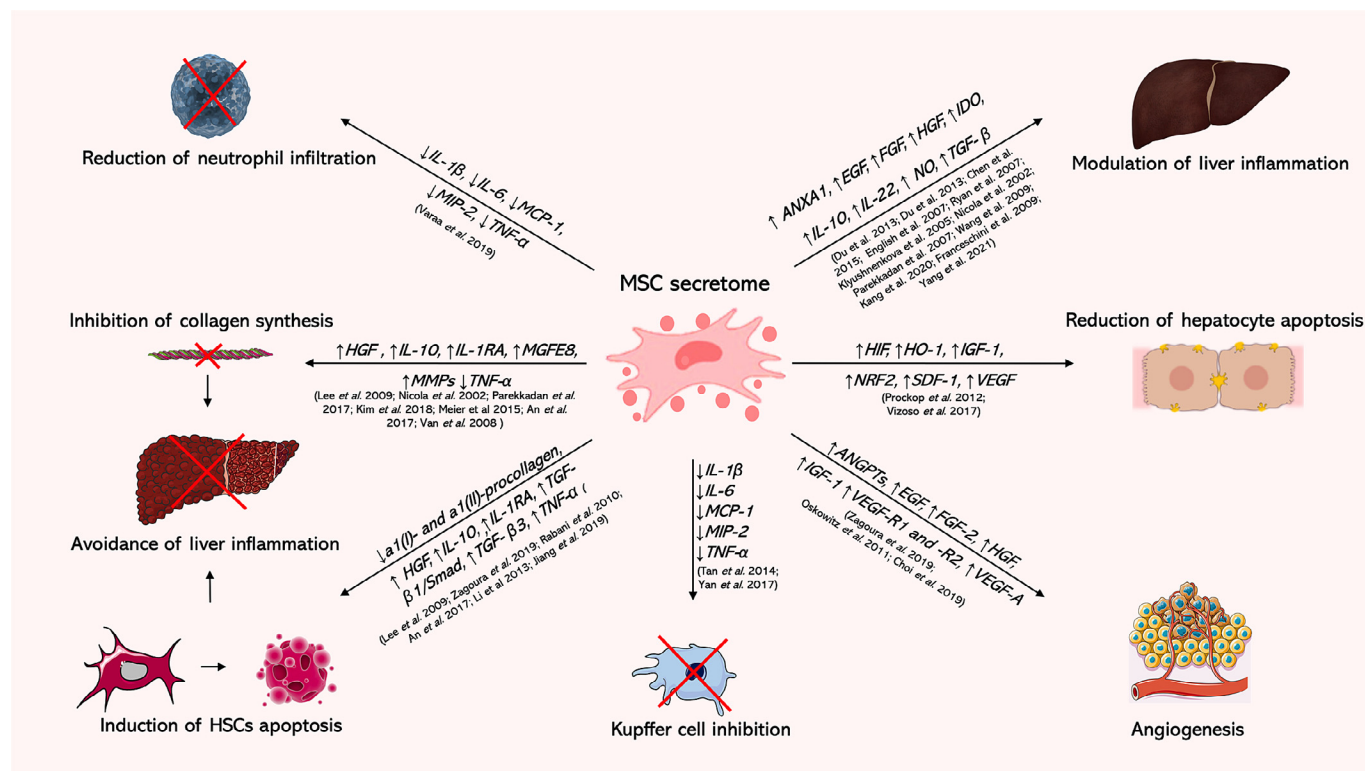 Reduction of neutrophil infiltration
↓IL-1β, ↓IL-6, ↓MCP-1,
↓MIP-2, ↓TNF-α
(Varaa et al. 2019)
↑ ANXA1, ↑EGF, ↑FGF, ↑HGF, ↑IDO,
↑IL-10, ↑IL-22, ↑ NO, ↑TGF- β
(Du et al. 2013; Du et al. 2013; Chen et al.
2015; English et al. 2007; Ryan et al. 2007;
Klyushnenkova et al. 2005; Nicola et al. 2002;
Parekkadan et al. 2007; Wang et al. 2009;
Kang et al. 2020; Franceschini et al. 2009;
Yang et al. 2021)
Modulation of liver inflammation
MSC secretome
Inhibition of collagen synthesis
↑HGF , ↑IL-10, ↑IL-1RA, ↑MGFE8,
↑MMPs ↓TNF-α
(Lee et al. 2009; Nicola et al. 2002; Parekkadan et al.
2017; Kim et al. 2018; Meier et al 2015; An et al.
2017; Van et al. 2008 )
Reduction of hepatocyte apoptosis
↑HIF, ↑HO-1, ↑IGF-1,
↑NRF2, ↑SDF-1, ↑VEGF
(Prockop et al. 2012;
Vizoso et al. 2017)
Avoidance of liver inflammation
↓a1(I)- and a1(II)-procollagen,
↑ HGF, ↑IL-10, ↑IL-1RA, ↑TGF-
β1/Smad, ↑TGF- β3, ↑TNF-α (
(Lee et al. 2009; Zagoura et al. 2019; Rabani et al. 2010;
An et al. 2017; Li et al 2013; Jiang et al. 2019)
Induction of HSCs apoptosis
↓IL-1β
↓IL-6
↓MCP-1
↓MIP-2
↓TNF-α
(Tan et al. 2014;
Yan et al. 2017)
Kupffer cell inhibition
↑ANGPTs, ↑EGF, ↑FGF-2, ↑HGF,
↑IGF-1 ↑VEGF-R1 and -R2, ↑VEGF-A
(Zagoura et al. 2019;
Oskowitz et al. 2011; Choi et al. 2019)
Angiogenesis